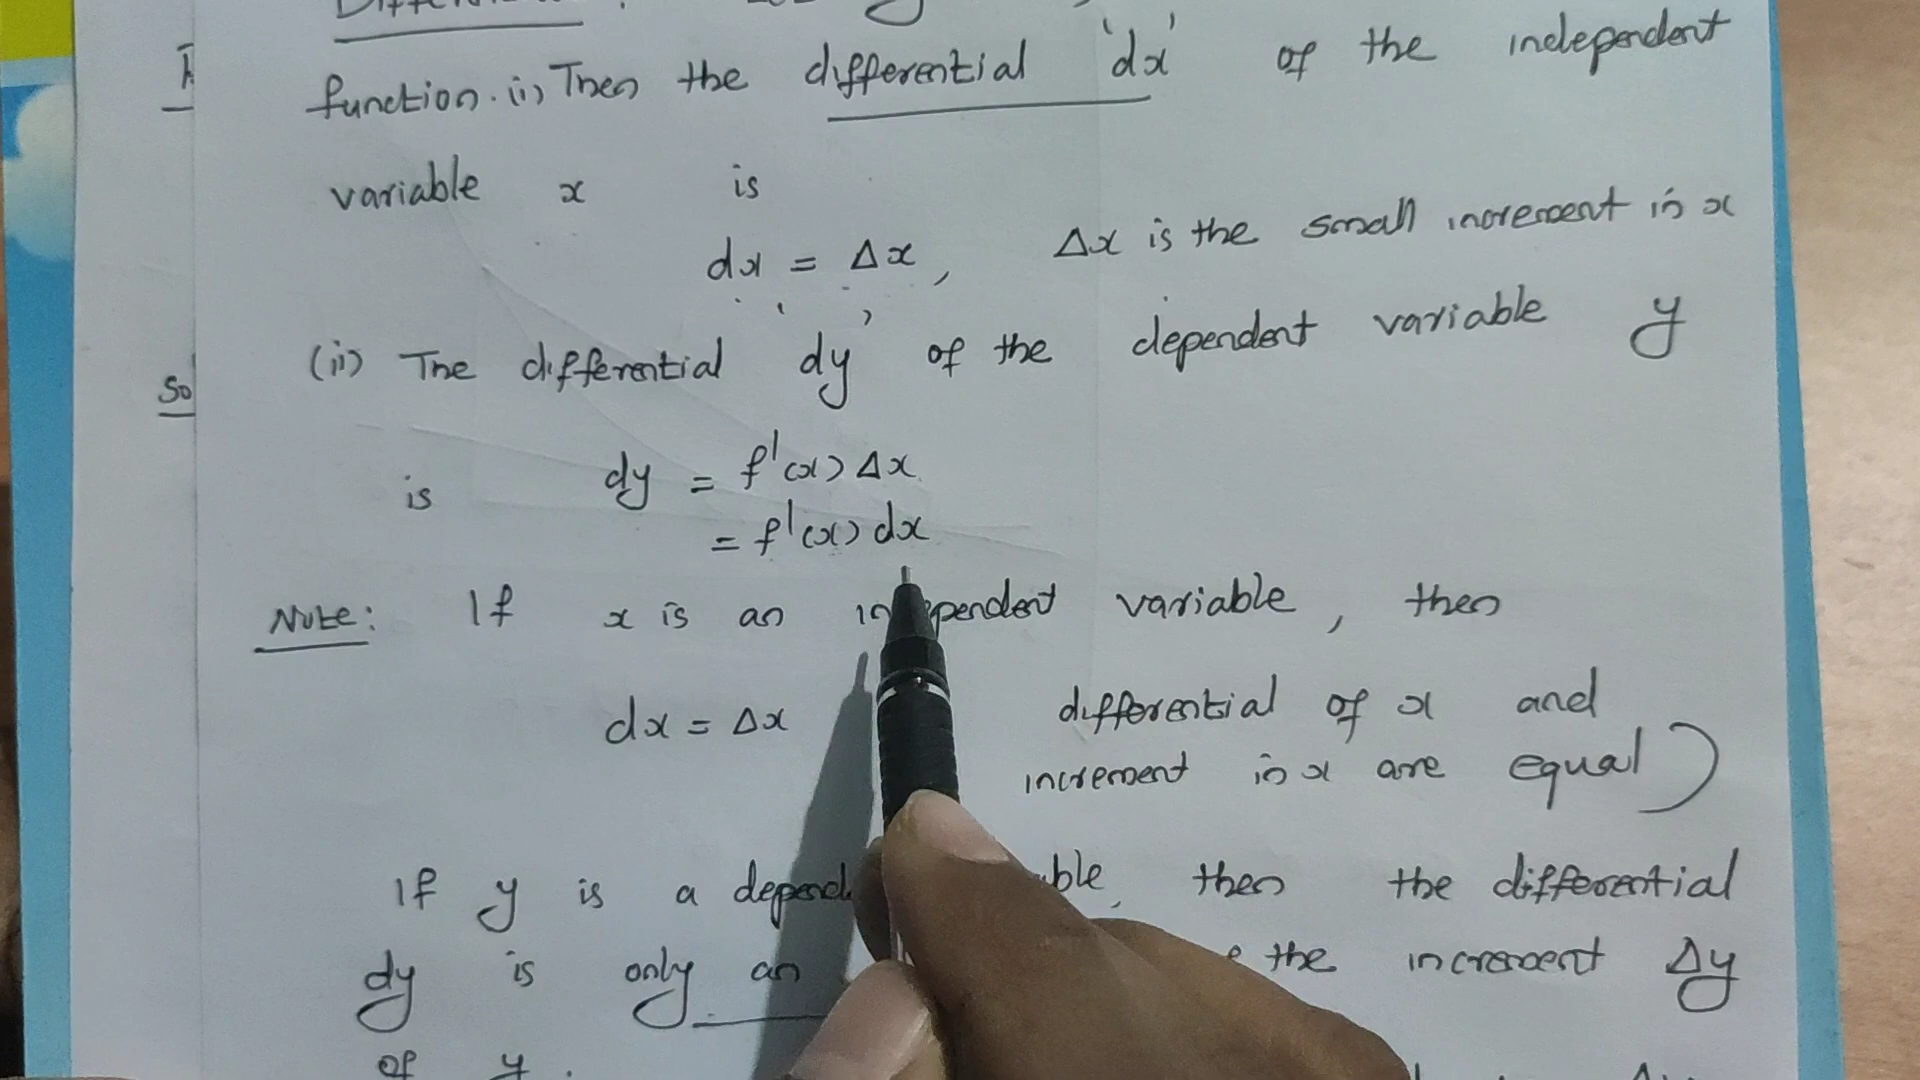 function. (i) Then the differential 'dx' of the independent
variable x is
dx = Δx, Δx is the small increment in x
(ii) The differential 'dy' of the dependent variable y
is dy = f'(x) Δx
= f'(x) dx
Note: If x is an independent variable, then
dx = Δx differential of x and
increment in x are equal)
If y is a then the differential
dy is only an the increment Δy
of y.
So